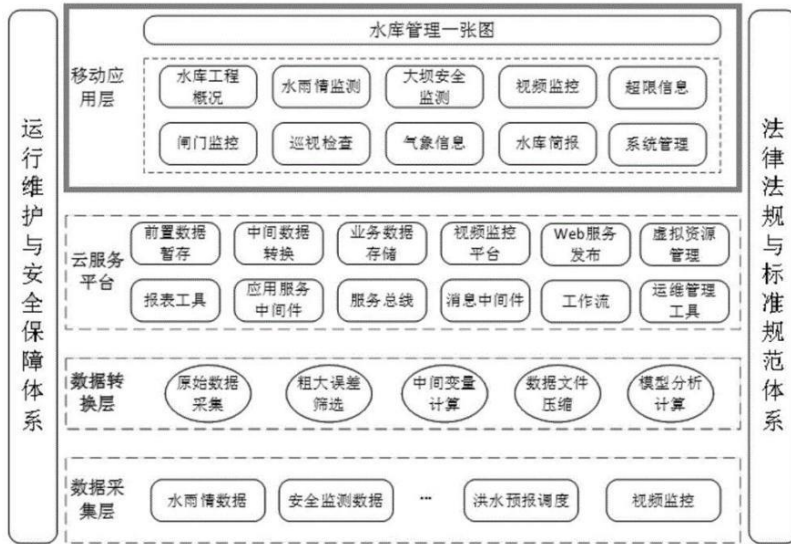 运行维护与安全保障体系
移动应
用层
水库管理一张图
水库工程
概况
水雨情监测
大坝安全
监测
视频监控
超限信息
闸门监控
巡视检查
气象信息
水库简报
系统管理
云服务
平台
前置数据
暂存
中间数据
转换
业务数据
存储
视频监控
平台
Web服务
发布
虚拟资源
管理
报表工具
应用服务
中间件
服务总线
消息中间件
工作流
运维管理
工具
数据转
换层
原始数据
采集
粗大误差
筛选
中间变量
计算
数据文件
压缩
模型分析
计算
数据采
集层
水雨情数据
安全监测数据
...
洪水预报调度
视频监控
法律法规与标准规范体系